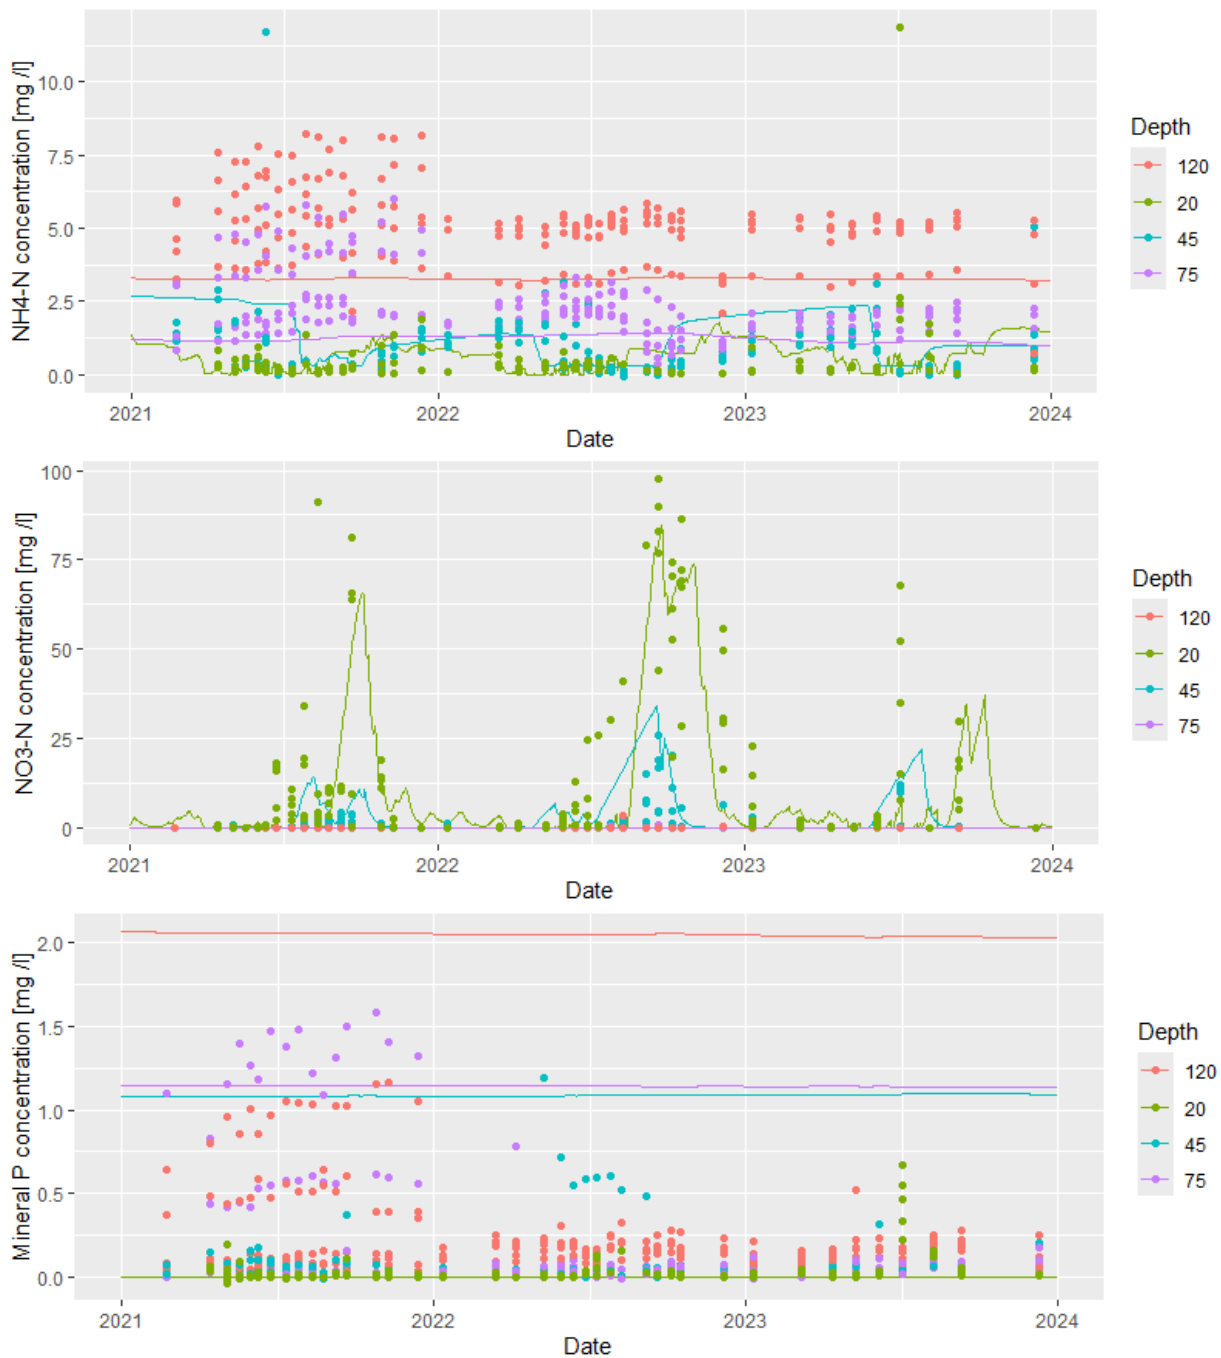 NH4-N concentration [mg /l]
10.0
7.5
5.0
2.5
0.0
2021 2022 2023 2024
Date
Depth
120
20
45
75
NO3-N concentration [mg /l]
100
75
50
25
0
2021 2022 2023 2024
Date
Depth
120
20
45
75
Mineral P concentration [mg /l]
2.0
1.5
1.0
0.5
0.0
2021 2022 2023 2024
Date
Depth
120
20
45
75